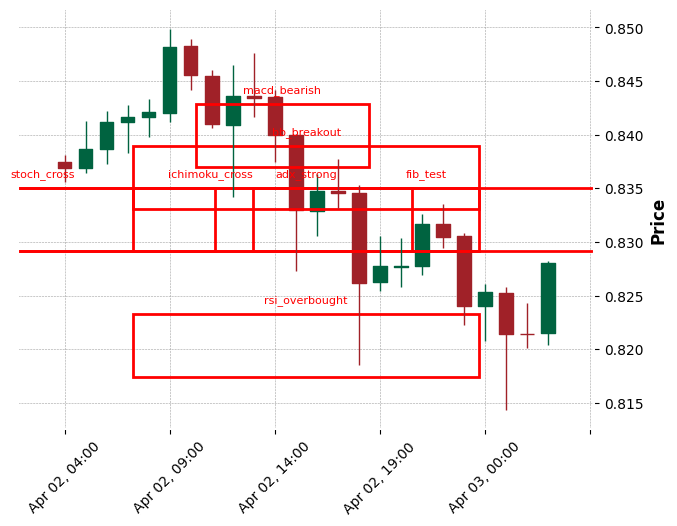 macd_bearish
_breakout
stoch_cross
ichimoku_cross
fib_test
rsi_overbought
0.850
0.845
0.840
0.835
0.830
0.825
0.820
0.815
Price
Apr 02, 04:00
Apr 02, 09:00
Apr 02, 14:00
Apr 02, 19:00
Apr 03, 00:00